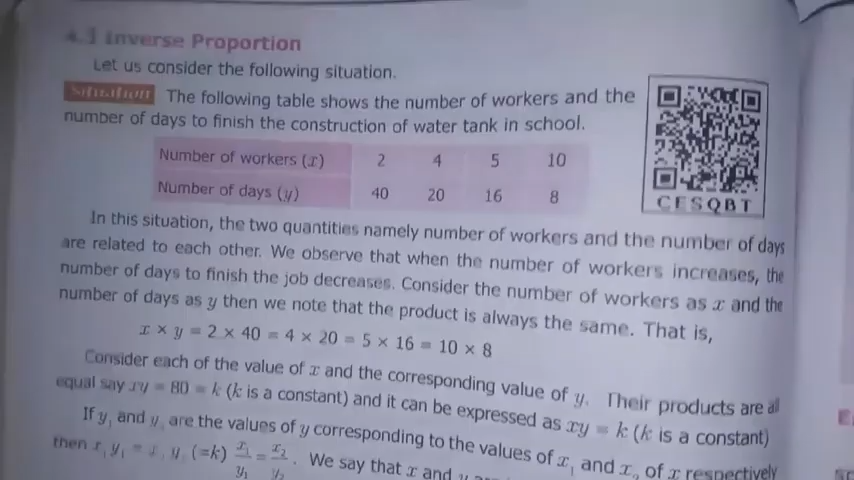 4.3 Inverse Proportion
Let us consider the following situation.
Situation The following table shows the number of workers and the
number of days to finish the construction of water tank in school.
Number of workers (x) 2 4 5 10
Number of days (y) 40 20 16 8
CESQBT
In this situation, the two quantities namely number of workers and the number of days
are related to each other. We observe that when the number of workers increases, the
number of days to finish the job decreases. Consider the number of workers as x and the
number of days as y then we note that the product is always the same. That is,
x × y = 2 × 40 = 4 × 20 = 5 × 16 = 10 × 8
Consider each of the value of x and the corresponding value of y. Their products are all
equal say xy = 80 = k (k is a constant) and it can be expressed as xy = k (k is a constant)
If y₁ and y₂ are the values of y corresponding to the values of x₁ and x₂ of x respectively
then x₁y₁ = x₂y₂ (=k) x₁/y₁ = x₂/y₂ . We say that x and y